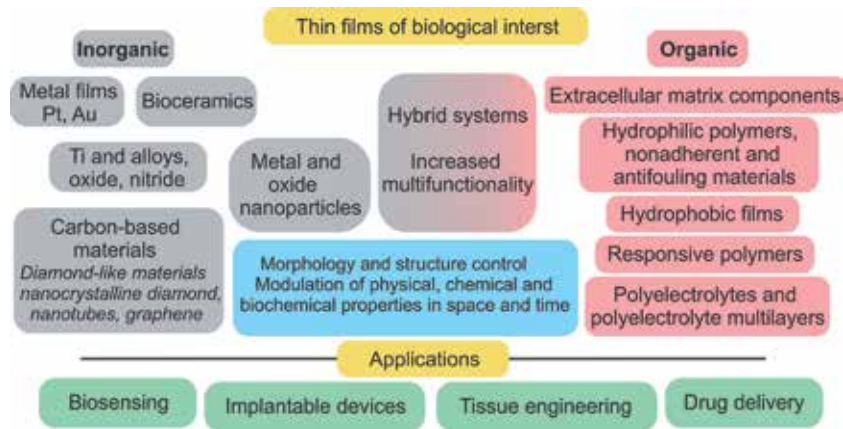 Thin films of biological interst
Inorganic
Organic
Metal films
Pt, Au
Bioceramics
Ti and alloys,
oxide, nitride
Carbon-based
materials
Diamond-like materials
nanocrystalline diamond,
nanotubes, graphene
Metal and
oxide
nanoparticles
Hybrid systems
Increased
multifunctionality
Extracellular matrix components
Hydrophilic polymers,
nonadherent and
antifouling materials
Hydrophobic films
Responsive polymers
Polyelectrolytes and
polyelectrolyte multilayers
Morphology and structure control
Modulation of physical, chemical and
biochemical properties in space and time
Applications
Biosensing
Implantable devices
Tissue engineering
Drug delivery